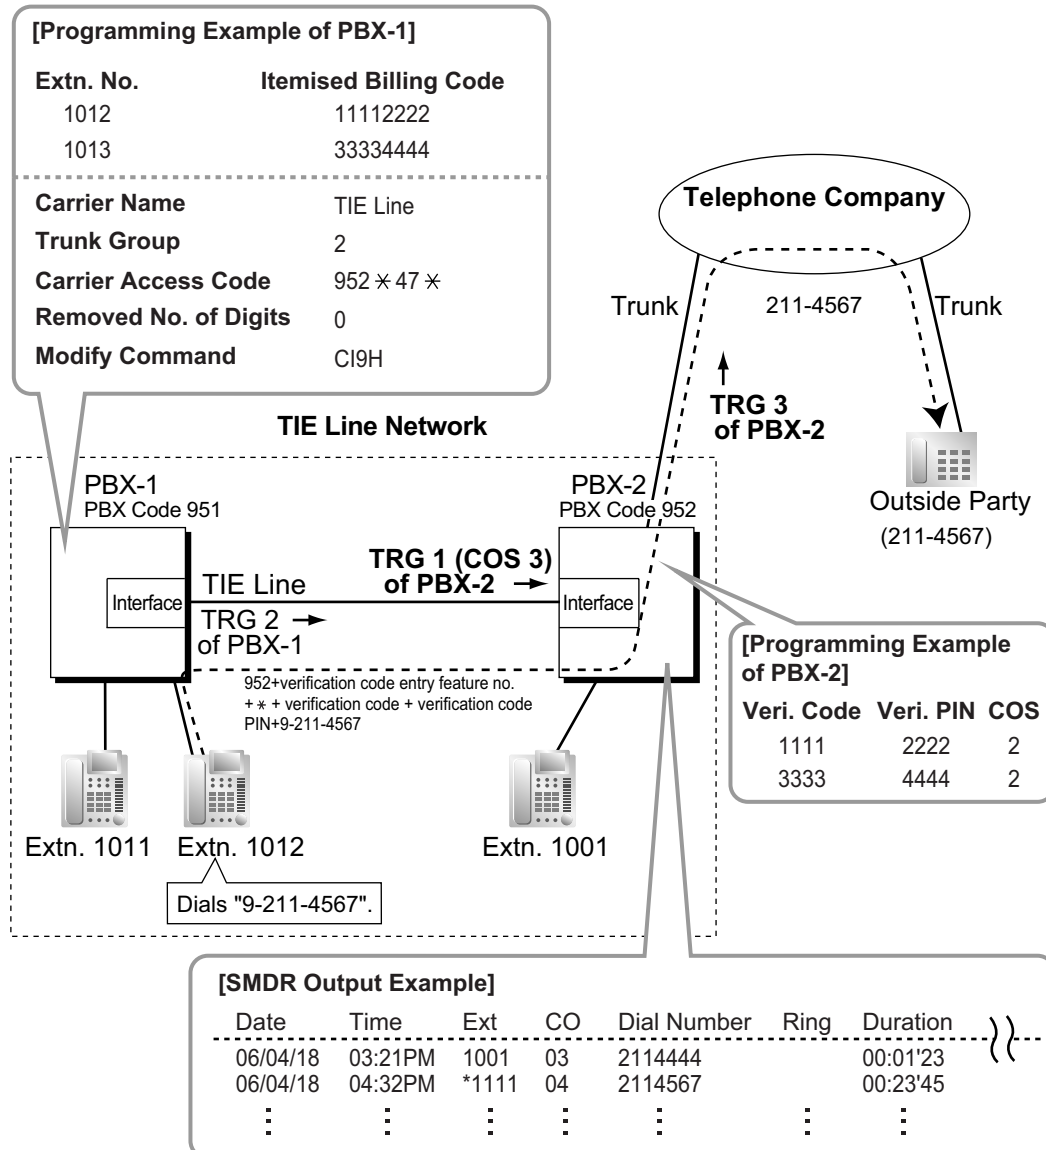 [Programming Example of PBX-1]
Extn. No. Itemised Billing Code
1012 11112222
1013 33334444
Carrier Name TIE Line
Trunk Group 2
Carrier Access Code 952＊47＊
Removed No. of Digits 0
Modify Command CI9H
Telephone Company
Trunk 211-4567 Trunk
TRG 3
of PBX-2
Outside Party
(211-4567)
TIE Line Network
PBX-1
PBX Code 951
PBX-2
PBX Code 952
Interface
TIE Line
TRG 2 →
of PBX-1
TRG 1 (COS 3)
of PBX-2 →
Interface
952+verification code entry feature no.
+＊+ verification code + verification code
PIN+9-211-4567
[Programming Example
of PBX-2]
Veri. Code Veri. PIN COS
1111 2222 2
3333 4444 2
Extn. 1011 Extn. 1012 Extn. 1001
Dials "9-211-4567".
[SMDR Output Example]
Date Time Ext CO Dial Number Ring Duration
06/04/18 03:21PM 1001 03 2114444 00:01'23
06/04/18 04:32PM *1111 04 2114567 00:23'45